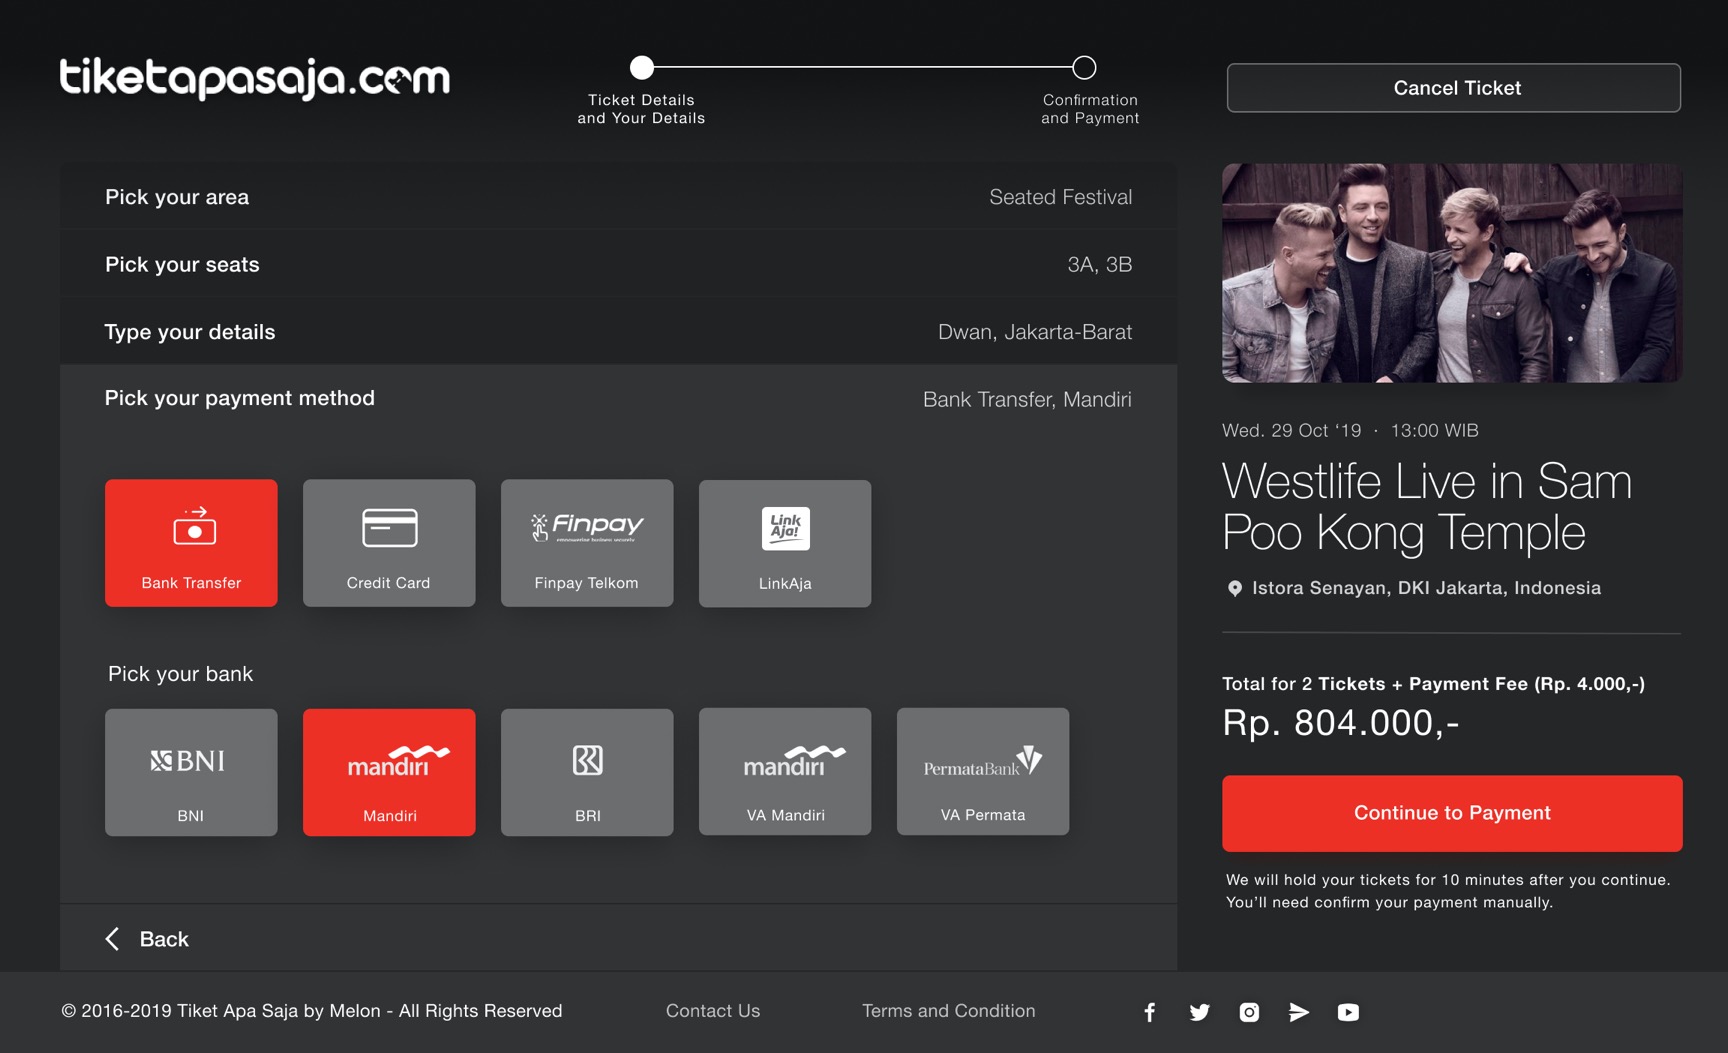 tiketapasaja.com
Ticket Details
and Your Details
Confirmation
and Payment
Cancel Ticket
Pick your area
Seated Festival
Pick your seats
3A, 3B
Type your details
Dwan, Jakarta-Barat
Pick your payment method
Bank Transfer, Mandiri
Bank Transfer
Credit Card
Finpay
Finpay Telkom
Link
Aja!
LinkAja
Pick your bank
BNI
BNI
mandiri
Mandiri
BRI
mandiri
VA Mandiri
PermataBank
VA Permata
Back
Wed. 29 Oct ‘19 · 13:00 WIB
Westlife Live in Sam
Poo Kong Temple
Istora Senayan, DKI Jakarta, Indonesia
Total for 2 Tickets + Payment Fee (Rp. 4.000,-)
Rp. 804.000,-
Continue to Payment
We will hold your tickets for 10 minutes after you continue.
You’ll need confirm your payment manually.
© 2016-2019 Tiket Apa Saja by Melon - All Rights Reserved
Contact Us
Terms and Condition